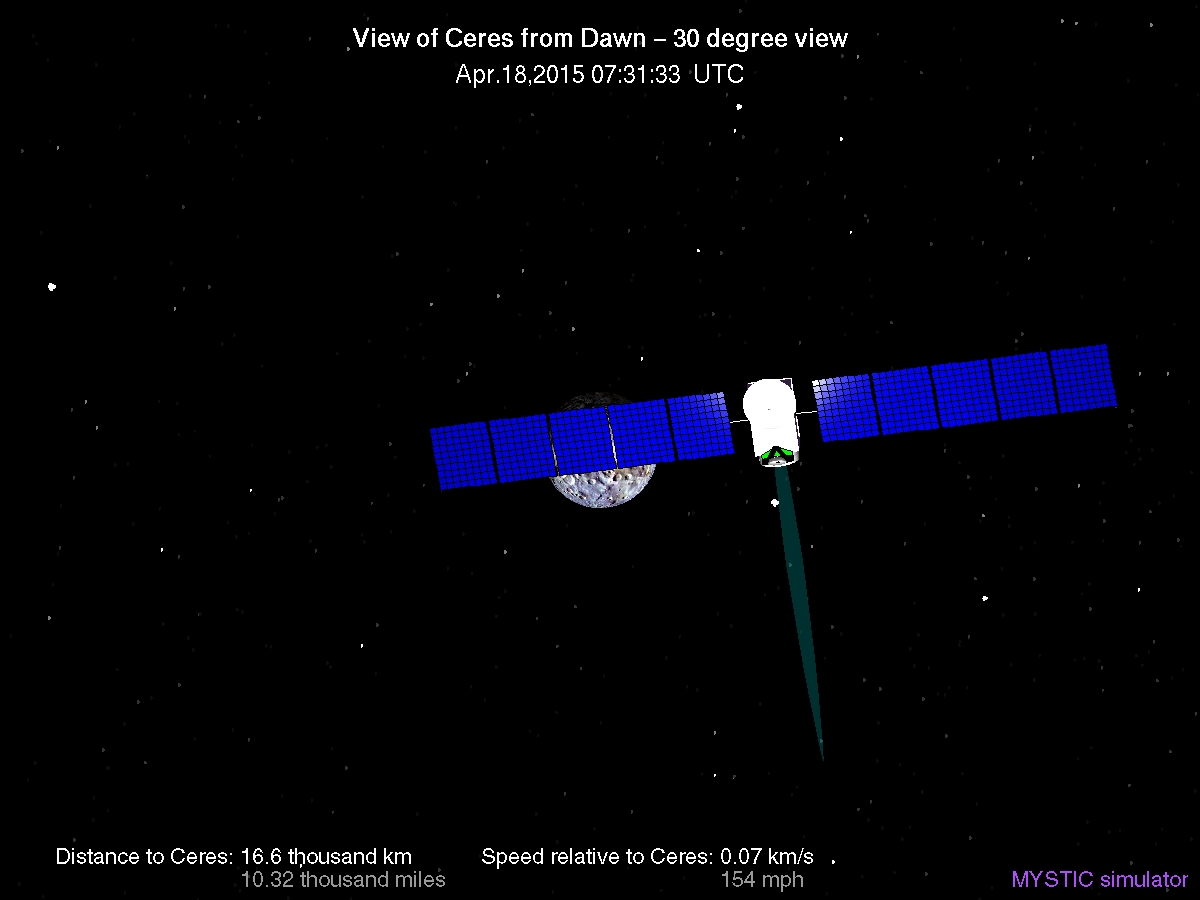 View of Ceres from Dawn – 30 degree view
Apr.18,2015 07:31:33 UTC
Distance to Ceres: 16.6 thousand km
10.32 thousand miles
Speed relative to Ceres: 0.07 km/s
154 mph
MYSTIC simulator